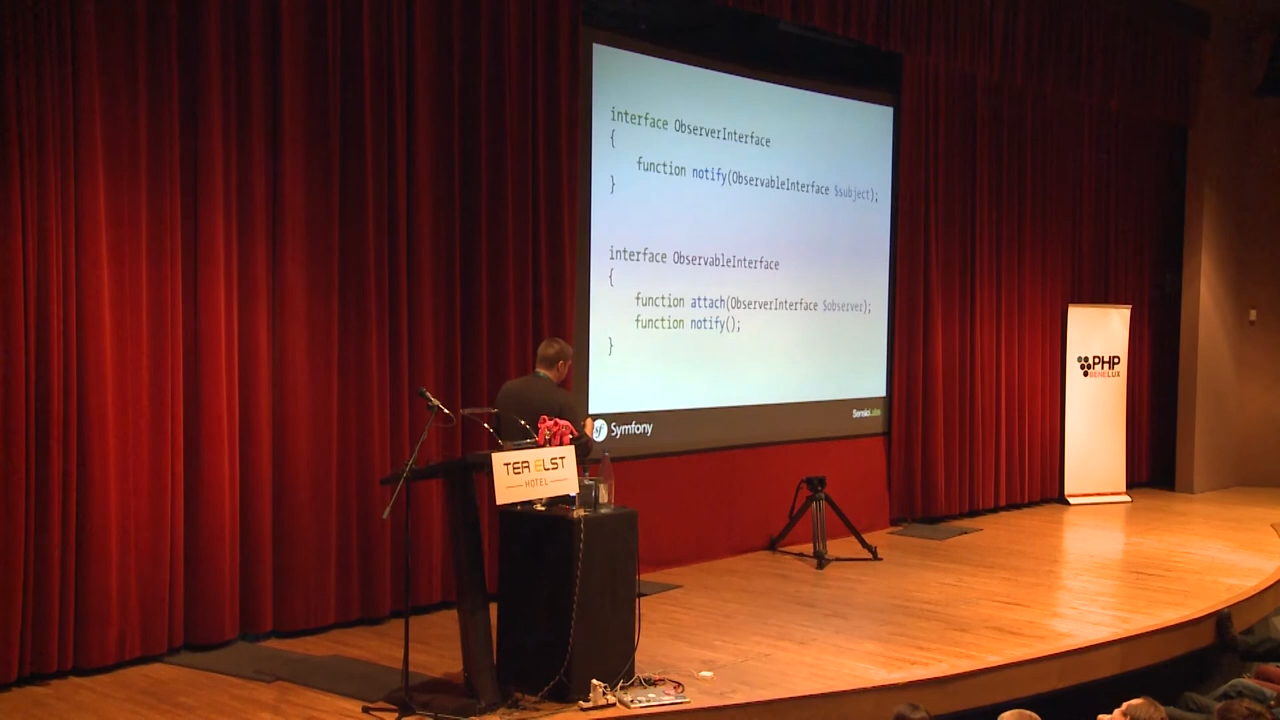 interface ObserverInterface
{
function notify(ObservableInterface $subject);
}
interface ObservableInterface
{
function attach(ObserverInterface $observer);
function notify();
}
sf Symfony
SensioLabs
TER ELST
HOTEL
PHP
BENELUX